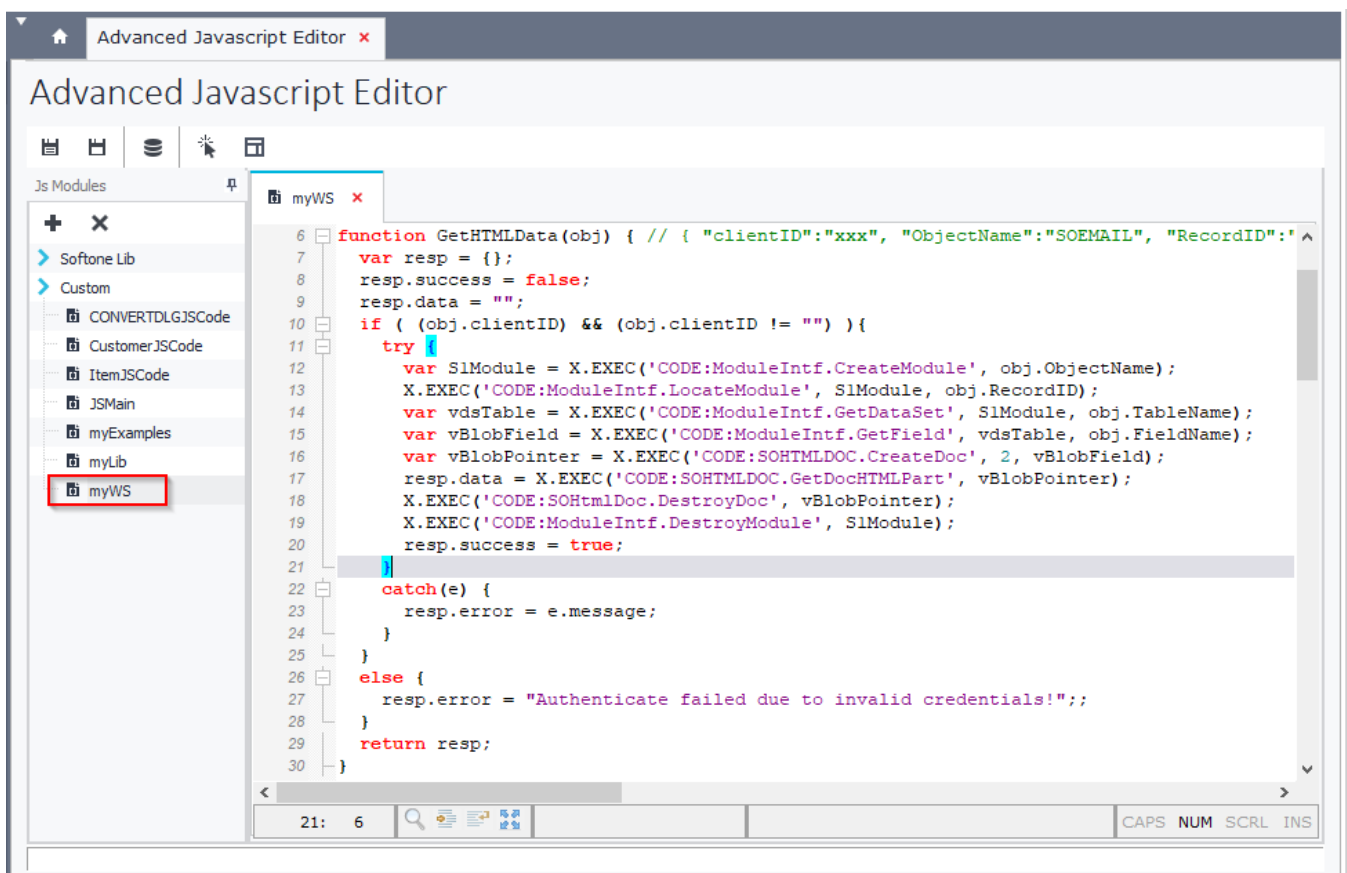 Advanced Javascript Editor ×
Advanced Javascript Editor
Js Modules
Softone Lib
Custom
CONVERTDLGJSCode
CustomerJSCode
ItemJSCode
JSMain
myExamples
myLib
myWS
myWS ×
6 function GetHTMLData(obj) { // { "clientID":"xxx", "ObjectName":"SOEMAIL", "RecordID":"
7 var resp = {};
8 resp.success = false;
9 resp.data = "";
10 if ( (obj.clientID) && (obj.clientID != "") ){
11 try {
12 var SlModule = X.EXEC('CODE:ModuleIntf.CreateModule', obj.ObjectName);
13 X.EXEC('CODE:ModuleIntf.LocateModule', SlModule, obj.RecordID);
14 var vdsTable = X.EXEC('CODE:ModuleIntf.GetDataSet', SlModule, obj.TableName);
15 var vBlobField = X.EXEC('CODE:ModuleIntf.GetField', vdsTable, obj.FieldName);
16 var vBlobPointer = X.EXEC('CODE:SOHTMLDOC.CreateDoc', 2, vBlobField);
17 resp.data = X.EXEC('CODE:SOHTMLDOC.GetDocHTMLPart', vBlobPointer);
18 X.EXEC('CODE:SOHtmlDoc.DestroyDoc', vBlobPointer);
19 X.EXEC('CODE:ModuleIntf.DestroyModule', SlModule);
20 resp.success = true;
21 }
22 catch(e) {
23 resp.error = e.message;
24 }
25 }
26 else {
27 resp.error = "Authenticate failed due to invalid credentials!";;
28 }
29 return resp;
30 }
21: 6
CAPS NUM SCRL INS